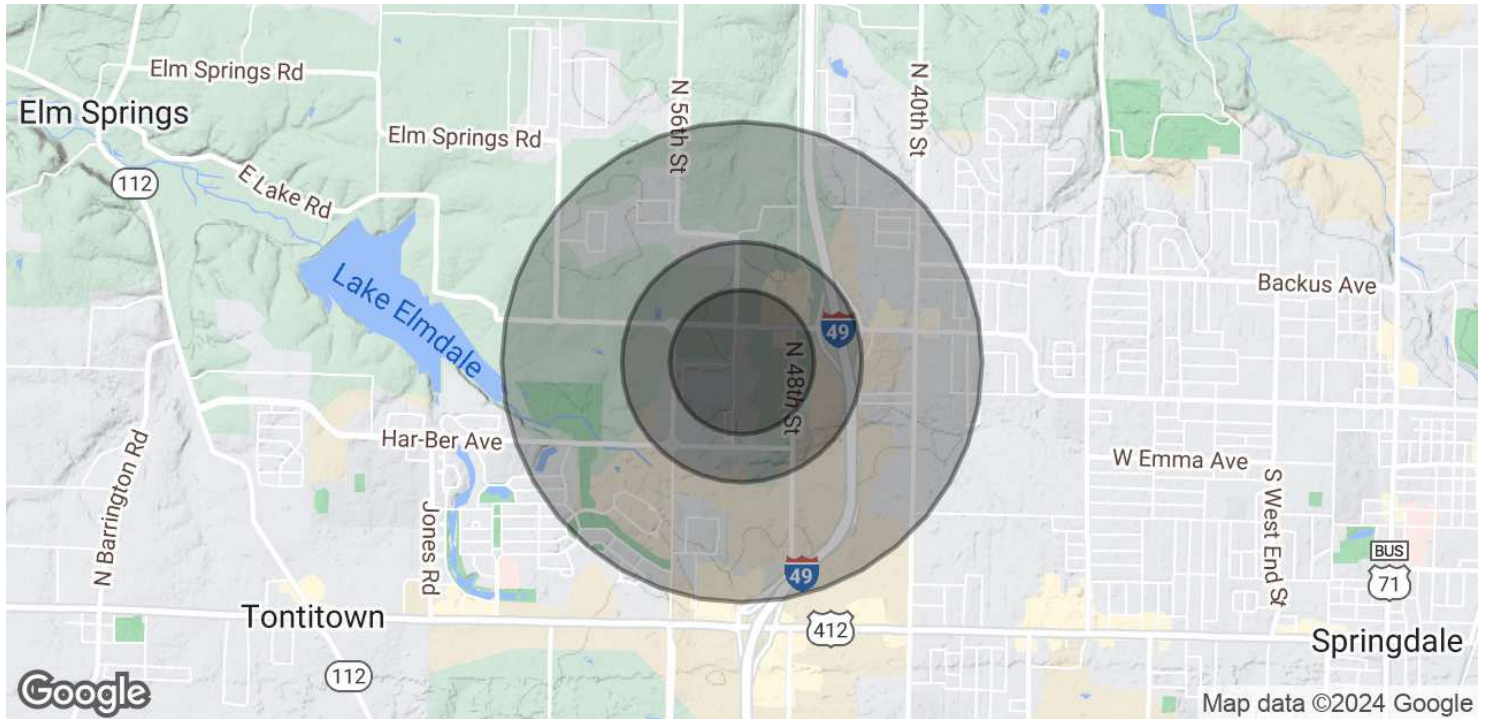 Elm Springs Rd
Elm Springs
Elm Springs Rd
N 56th St
N 40th St
112
E Lake Rd
Lake Elmdale
Backus Ave
49
N 48th St
Har-Ber Ave
W Emma Ave
N Barrington Rd
Jones Rd
S West End St
BUS
71
49
Tontitown
412
Springdale
112
Google
Map data ©2024 Google